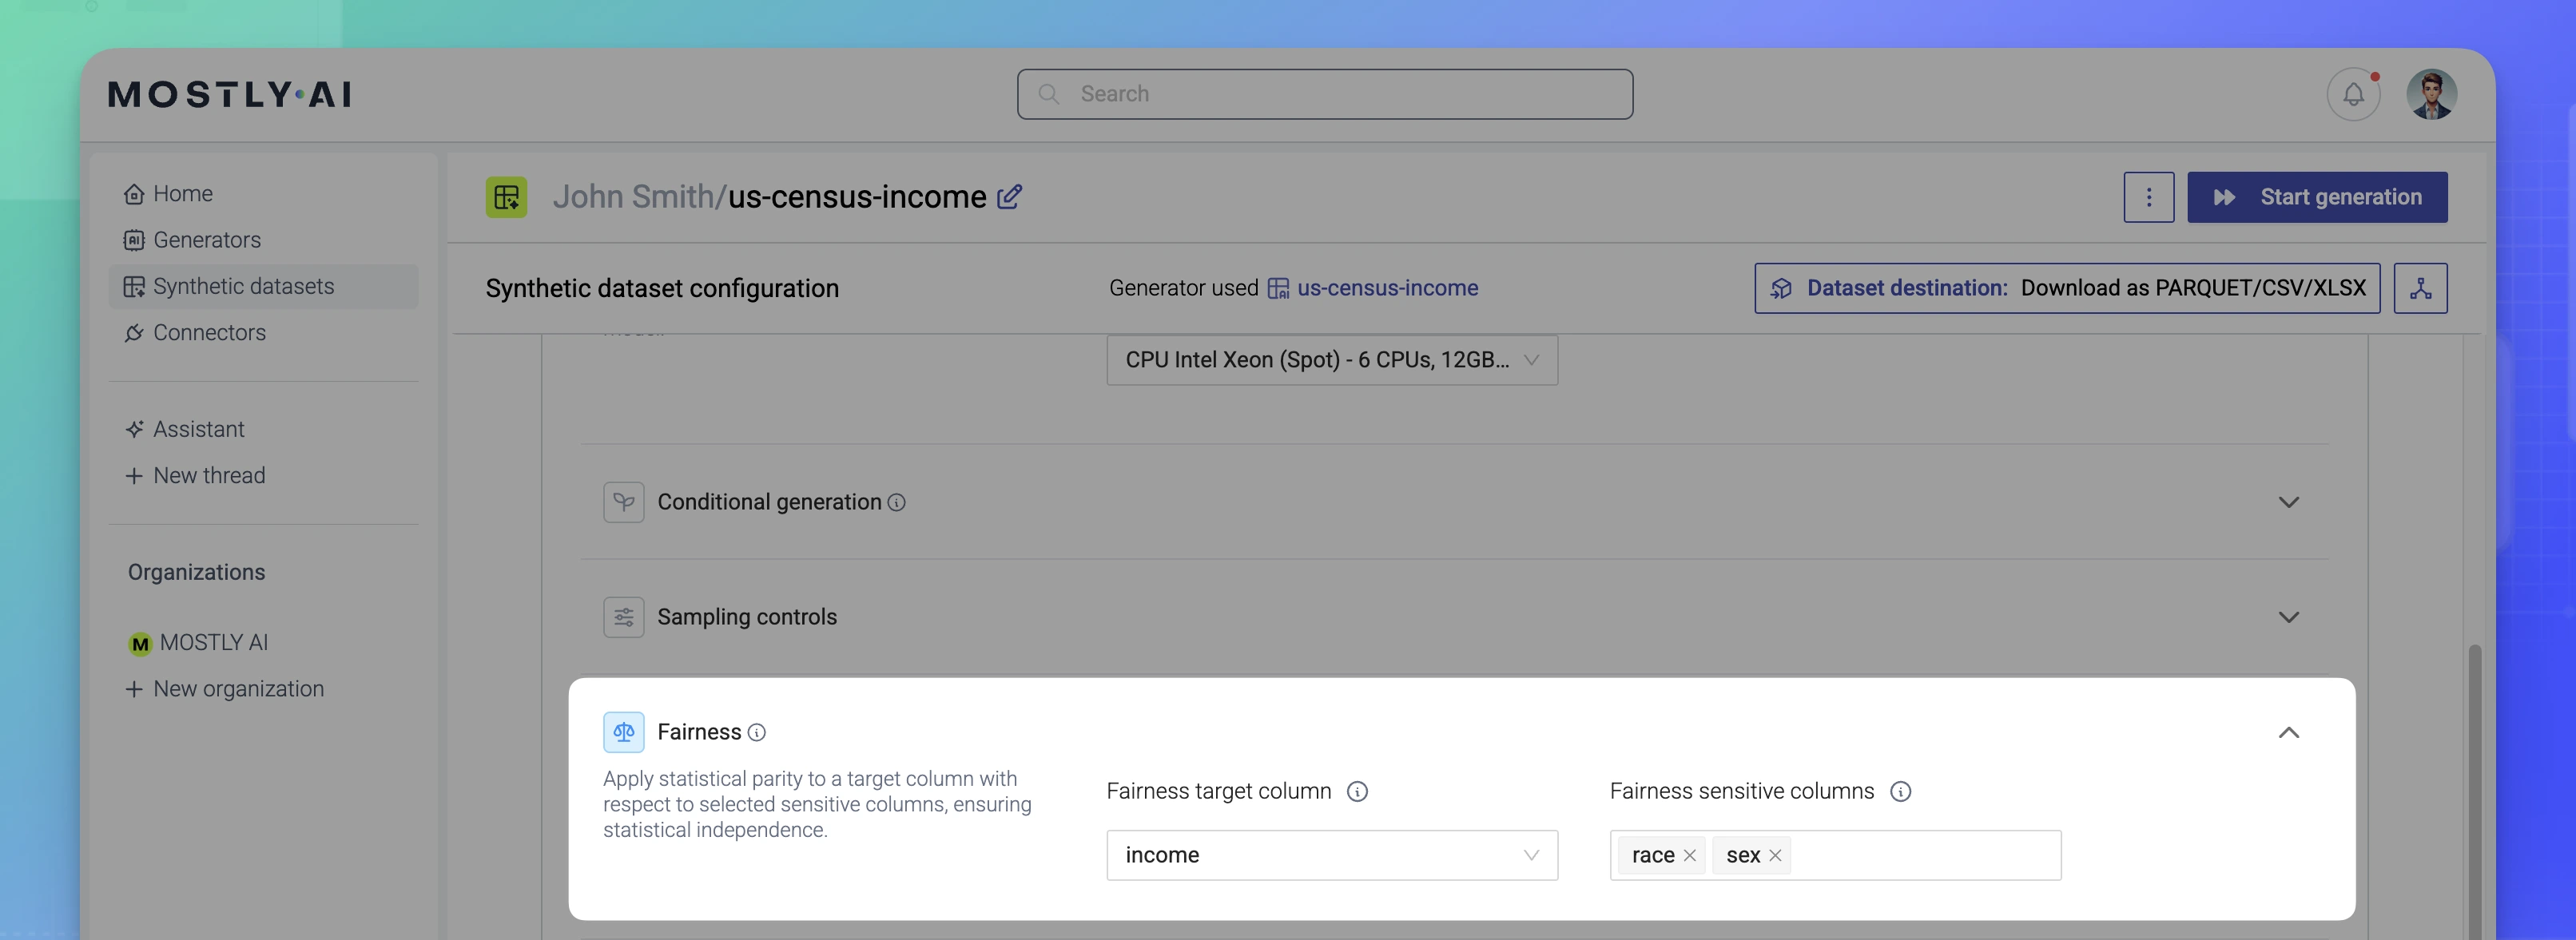 MOSTLY AI
Search
Home
Generators
Synthetic datasets
Connectors
Assistant
New thread
Organizations
M MOSTLY AI
New organization
John Smith/us-census-income
Start generation
Synthetic dataset configuration
Generator used us-census-income
Dataset destination: Download as PARQUET/CSV/XLSX
CPU Intel Xeon (Spot) - 6 CPUs, 12GB...
Conditional generation
Sampling controls
Fairness
Apply statistical parity to a target column with
respect to selected sensitive columns, ensuring
statistical independence.
Fairness target column
income
Fairness sensitive columns
race
sex